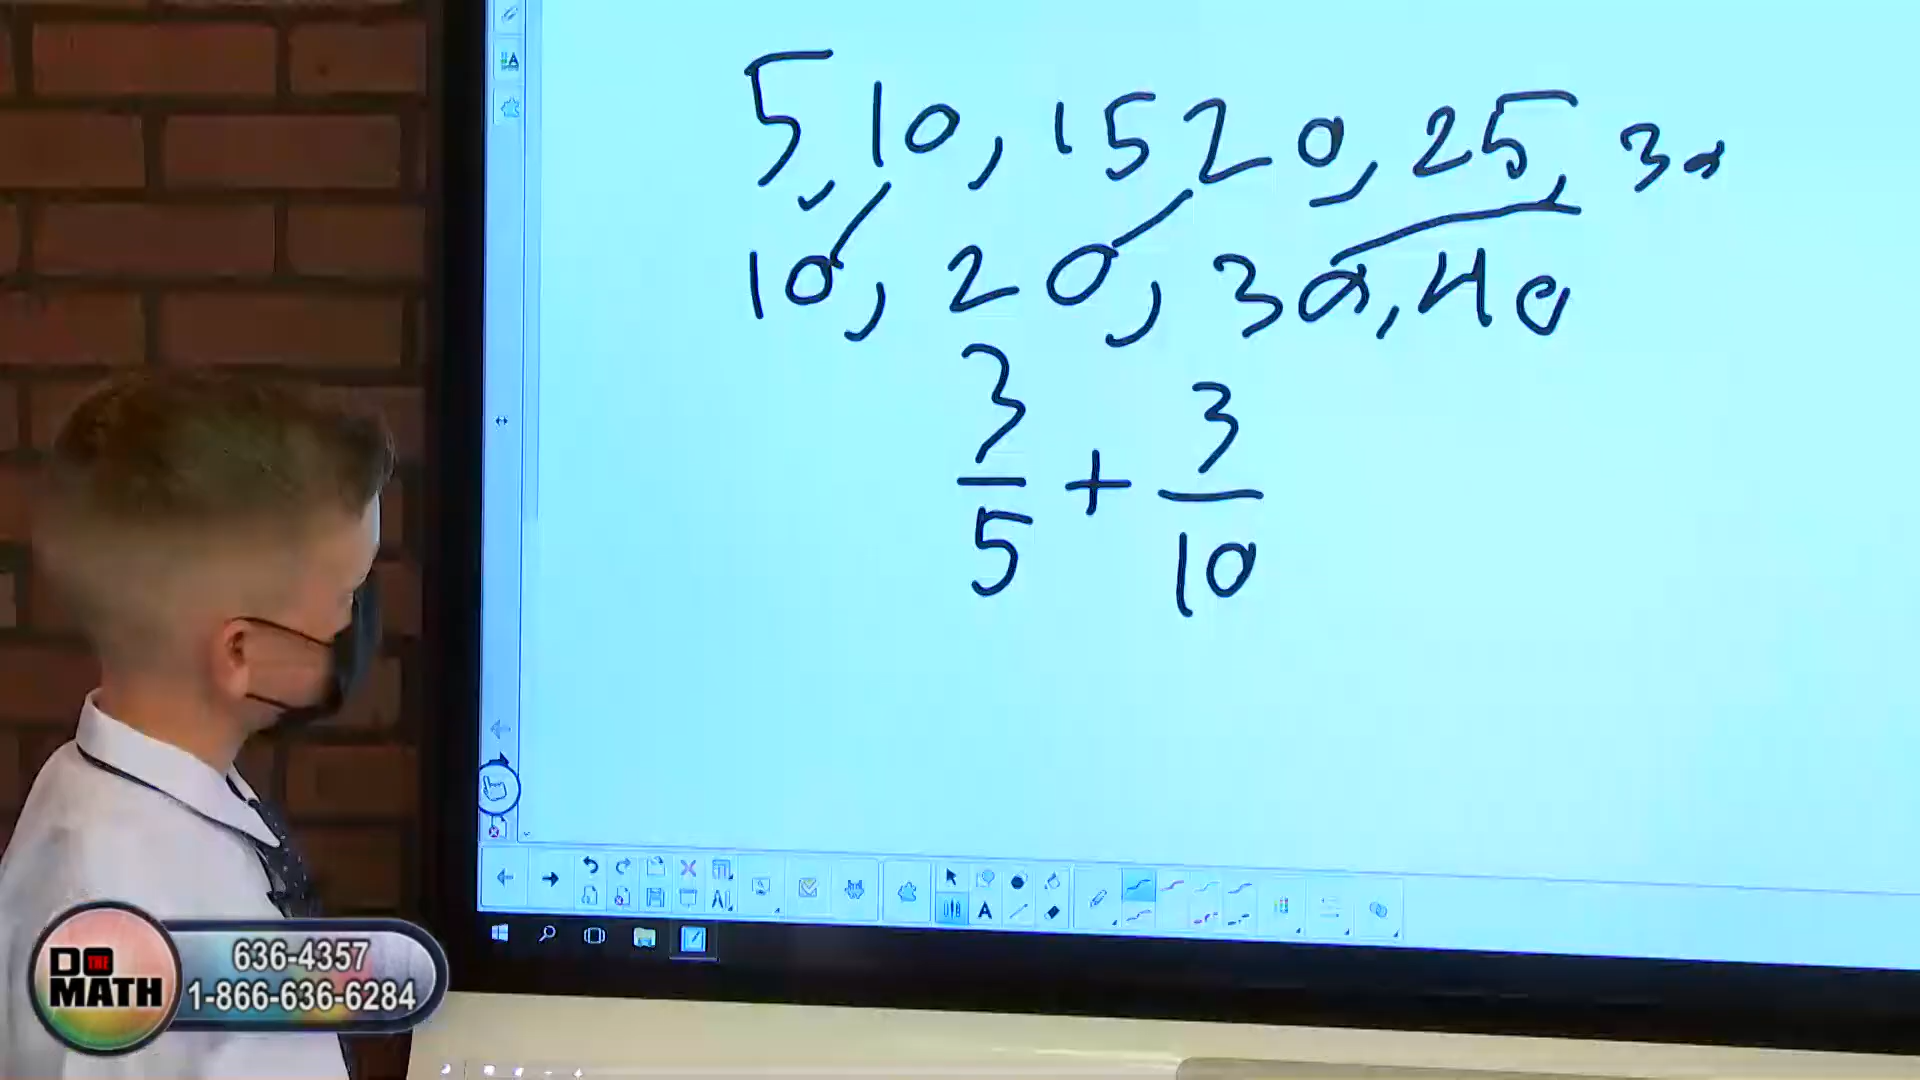 5, 10, 15 20, 25, 30
10, 20, 30, 40
3/5 + 3/10
DO THE MATH
636-4357
1-866-636-6284